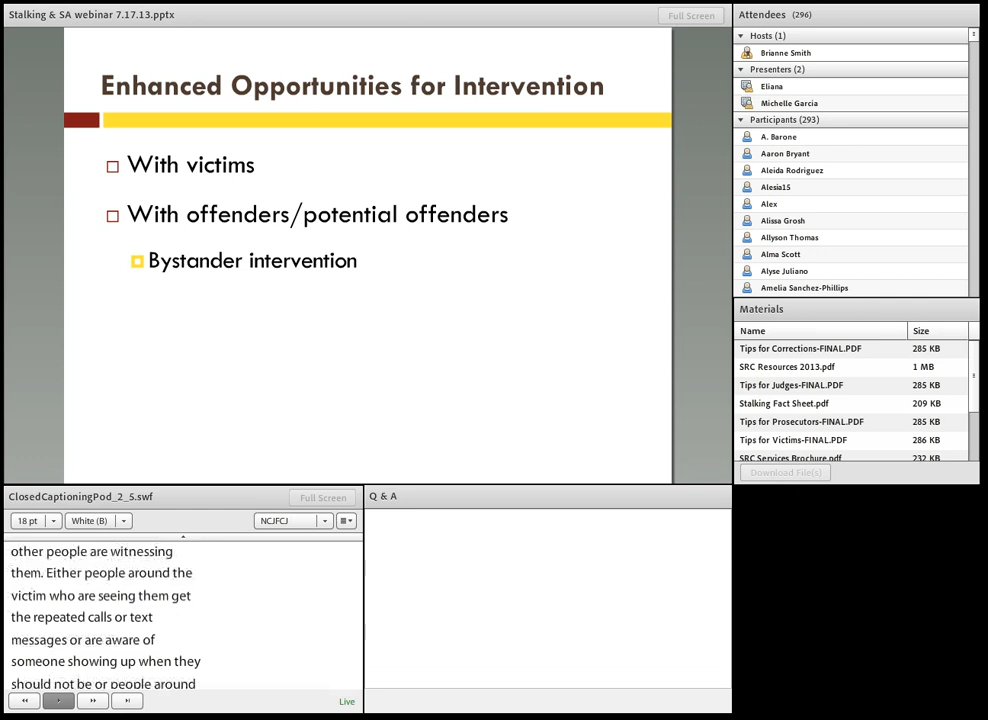 Stalking & SA webinar 7.17.13.pptx
Full Screen
Enhanced Opportunities for Intervention
With victims
With offenders/potential offenders
Bystander intervention
Attendees (296)
Hosts (1)
Brianne Smith
Presenters (2)
Eliana
Michelle Garcia
Participants (293)
A. Barone
Aaron Bryant
Aleida Rodriguez
Alesia15
Alex
Alissa Grosh
Allyson Thomas
Alma Scott
Alyse Juliano
Amelia Sanchez-Phillips
Materials
Name Size
Tips for Corrections-FINAL.PDF 285 KB
SRC Resources 2013.pdf 1 MB
Tips for Judges-FINAL.PDF 285 KB
Stalking Fact Sheet.pdf 209 KB
Tips for Prosecutors-FINAL.PDF 285 KB
Tips for Victims-FINAL.PDF 286 KB
SRC Services Brochure.pdf 232 KB
Download File(s)
ClosedCaptioningPod_2_5.swf
Full Screen
18 pt White (B) NCJFCJ
other people are witnessing
them. Either people around the
victim who are seeing them get
the repeated calls or text
messages or are aware of
someone showing up when they
should not be or people around
Live
Q & A